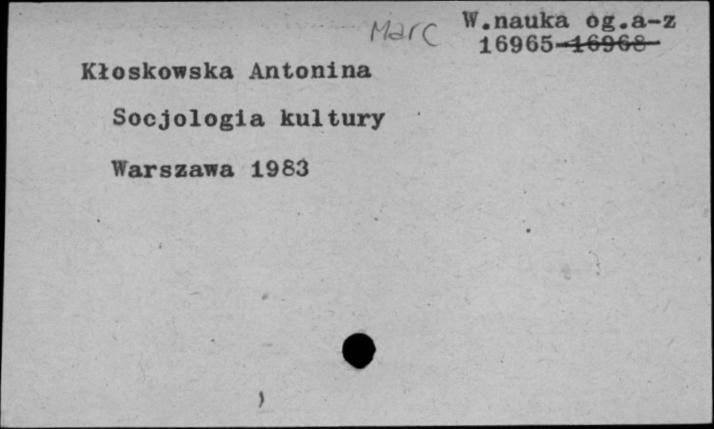 Marc W.nauka og.a-z
16965-16968
Kłoskowska Antonina
Socjologia kultury
Warszawa 1983